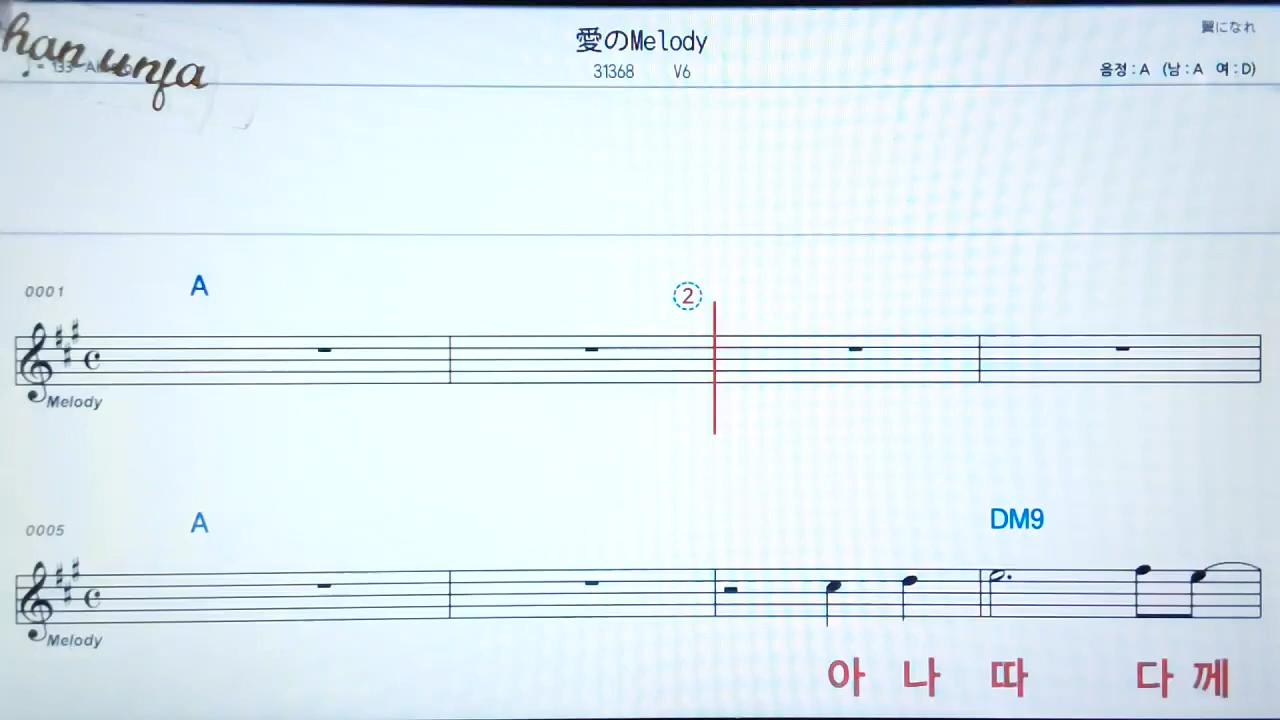 han unja
愛のMelody
翼になれ
31368 V6
음정:A (남:A 여:D)
0001 A ②
Melody
0005 A DM9
Melody
아 나 따 다 께